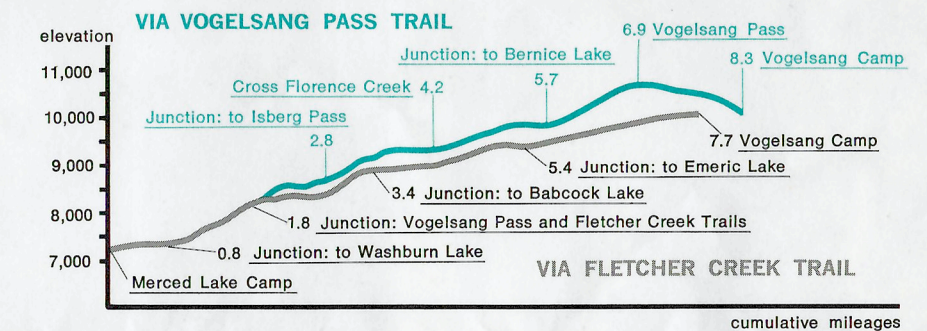 VIA VOGELSANG PASS TRAIL
elevation
6.9 Vogelsang Pass
Junction: to Bernice Lake
5.7
8.3 Vogelsang Camp
11,000
Cross Florence Creek 4.2
Junction: to Isberg Pass
2.8
10,000
7.7 Vogelsang Camp
9,000
5.4 Junction: to Emeric Lake
3.4 Junction: to Babcock Lake
8,000
1.8 Junction: Vogelsang Pass and Fletcher Creek Trails
0.8 Junction: to Washburn Lake
7,000
VIA FLETCHER CREEK TRAIL
Merced Lake Camp
cumulative mileages